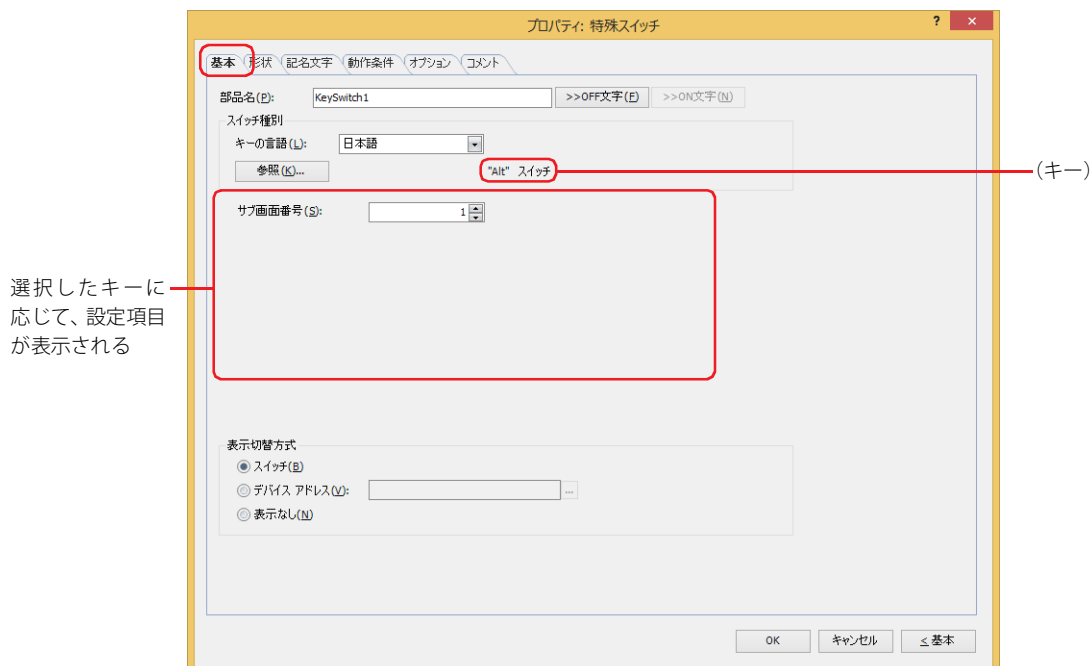 プロパティ: 特殊スイッチ
?
×
基本 形状 記名文字 動作条件 オプション コメント
部品名(P): KeySwitch1 >>OFF文字(F) >>ON文字(N)
スイッチ種別
キーの言語(L): 日本語
参照(K)... "Alt" スイッチ
(キー)
サブ画面番号(S): 1
選択したキーに
応じて、設定項目
が表示される
表示切替方式
スイッチ(B)
デバイス アドレス(V): ...
表示なし(N)
OK キャンセル ≤ 基本